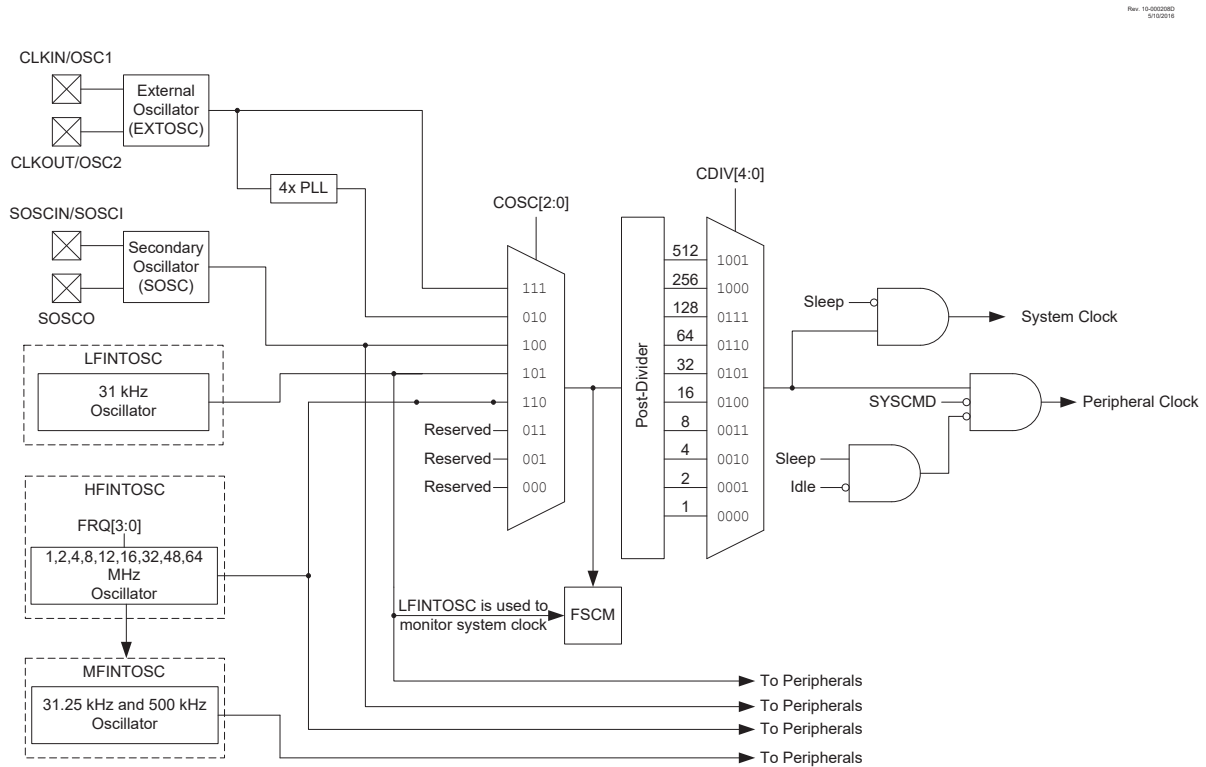 Rev. 10-000208D
5/10/2016
CLKIN/OSC1
External
Oscillator
(EXTOSC)
CLKOUT/OSC2
4x PLL
SOSCIN/SOSCI
Secondary
Oscillator
(SOSC)
SOSCO
LFINTOSC
31 kHz
Oscillator
HFINTOSC
FRQ[3:0]
1,2,4,8,12,16,32,48,64
MHz
Oscillator
MFINTOSC
31.25 kHz and 500 kHz
Oscillator
COSC[2:0]
111
010
100
101
110
Reserved 011
Reserved 001
Reserved 000
LFINTOSC is used to
monitor system clock
FSCM
Post-Divider
CDIV[4:0]
512 1001
256 1000
128 0111
64 0110
32 0101
16 0100
8 0011
4 0010
2 0001
1 0000
Sleep
System Clock
SYSCMD
Peripheral Clock
Sleep
Idle
To Peripherals
To Peripherals
To Peripherals
To Peripherals